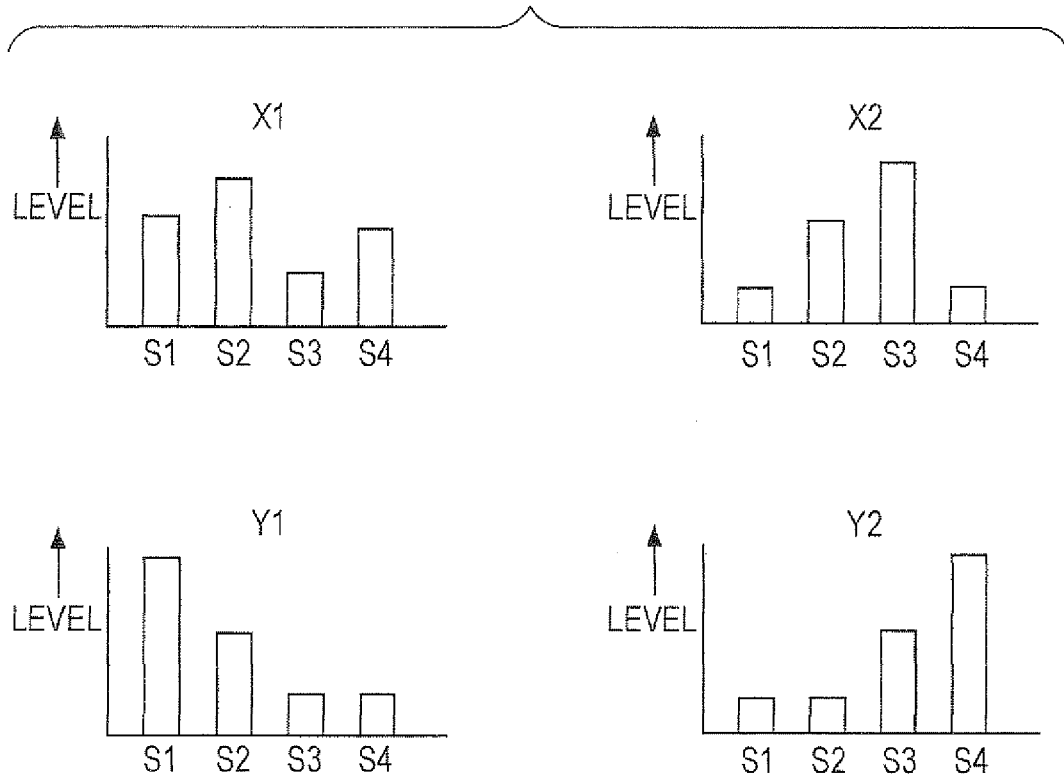 X1
LEVEL
S1 S2 S3 S4
X2
LEVEL
S1 S2 S3 S4
Y1
LEVEL
S1 S2 S3 S4
Y2
LEVEL
S1 S2 S3 S4